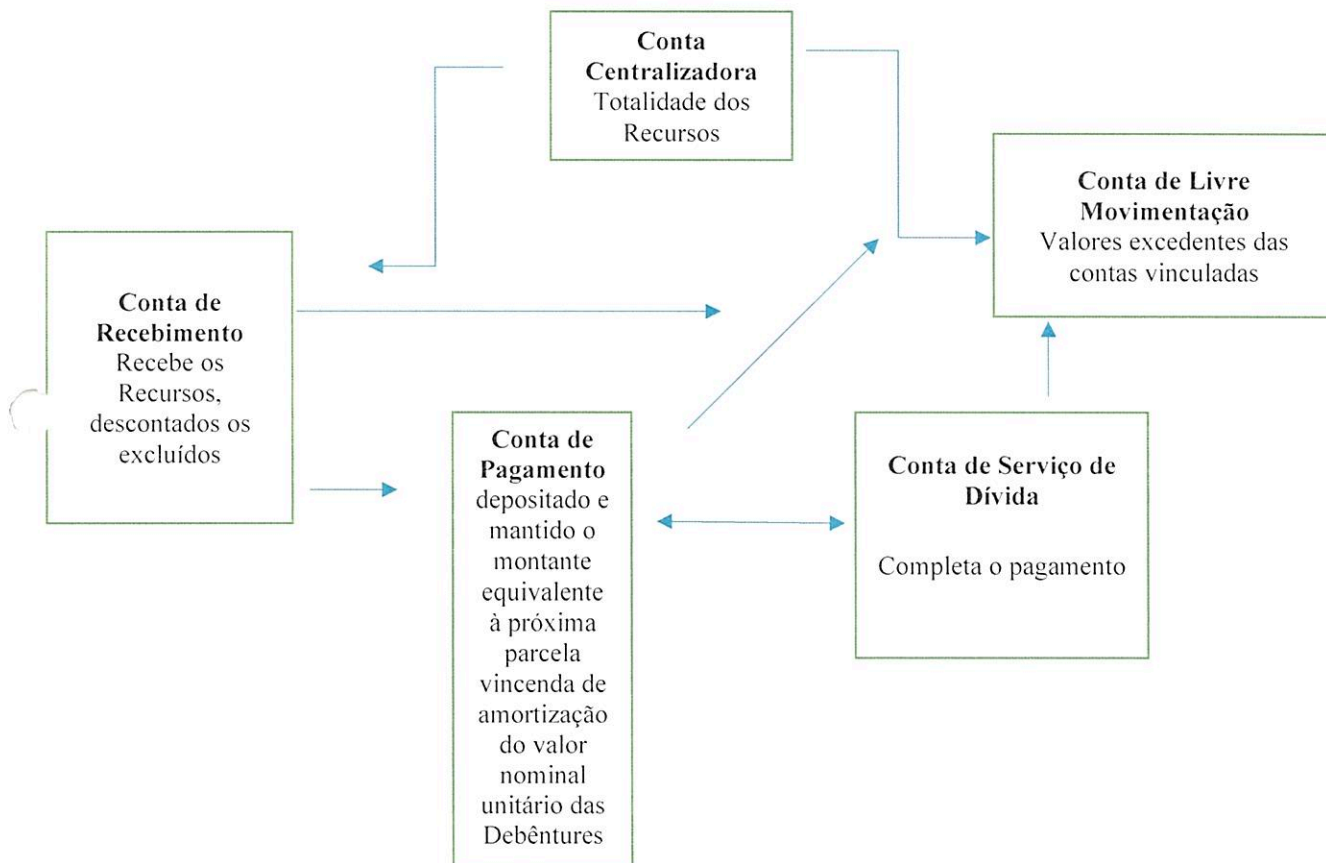 Conta
Centralizadora
Totalidade dos
Recursos
Conta de Livre
Movimentação
Valores excedentes das
contas vinculadas
Conta de
Recebimento
Recebe os
Recursos,
descontados os
excluídos
Conta de
Pagamento
depositado e
mantido o
montante
equivalente
à próxima
parcela
vincenda de
amortização
do valor
nominal
unitário das
Debêntures
Conta de Serviço de
Dívida
Completa o pagamento